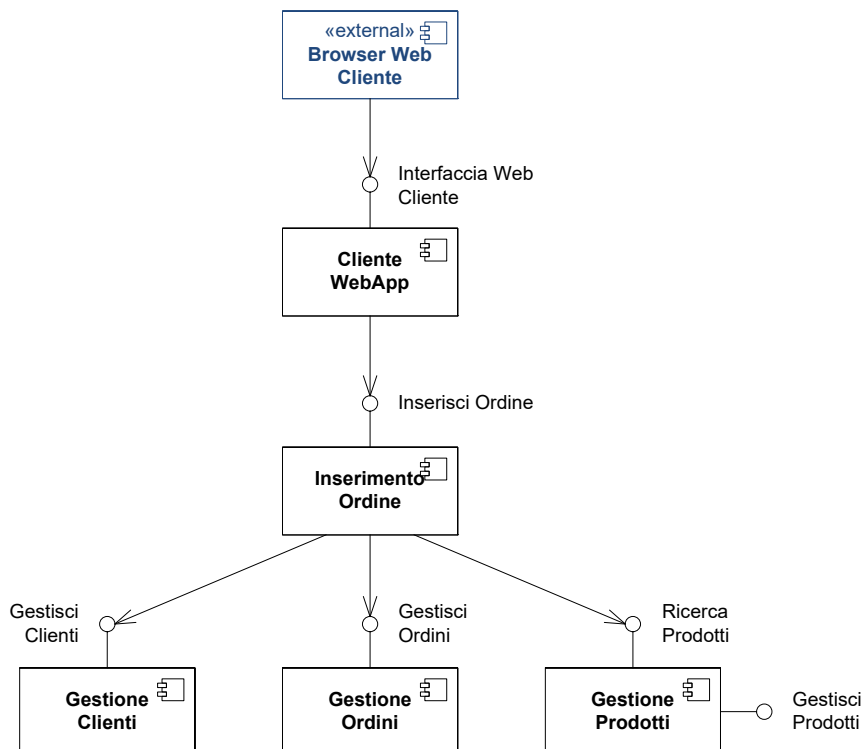 «external»
Browser Web
Cliente
Interfaccia Web
Cliente
Cliente
WebApp
Inserisci Ordine
Inserimento
Ordine
Gestisci
Clienti
Gestisci
Ordini
Ricerca
Prodotti
Gestione
Clienti
Gestione
Ordini
Gestione
Prodotti
Gestisci
Prodotti